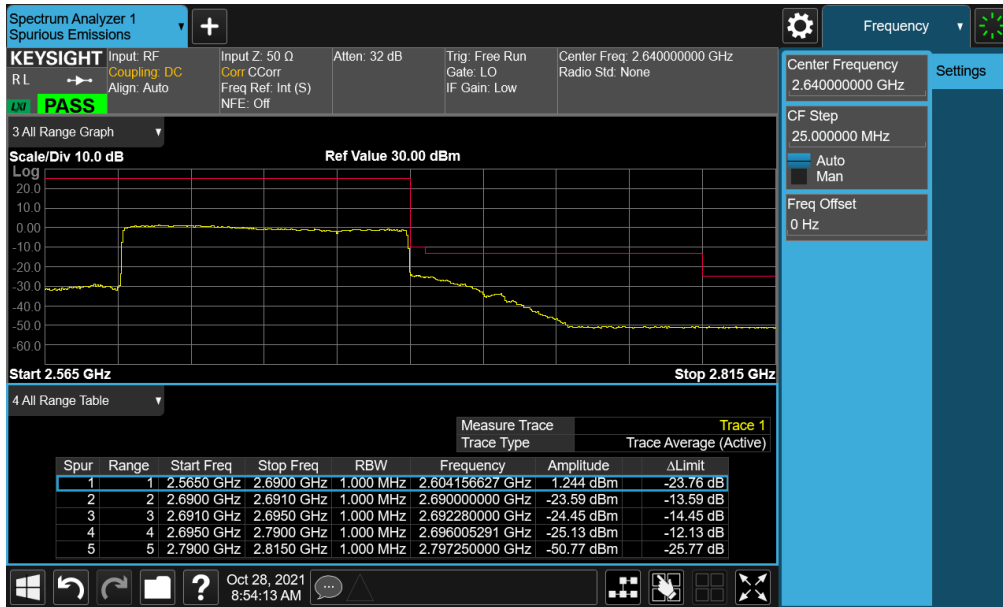 Spectrum Analyzer 1
Spurious Emissions
KEYSIGHT
RL
LXI
PASS
Input: RF
Coupling: DC
Align: Auto
Input Z: 50 Ω
Corr CCorr
Freq Ref: Int (S)
NFE: Off
Atten: 32 dB
Trig: Free Run
Gate: LO
IF Gain: Low
Center Freq: 2.640000000 GHz
Radio Std: None
3 All Range Graph
Scale/Div 10.0 dB
Ref Value 30.00 dBm
Log
20.0
10.0
0.00
-10.0
-20.0
-30.0
-40.0
-50.0
-60.0
Start 2.565 GHz
Stop 2.815 GHz
4 All Range Table
Measure Trace Trace 1
Trace Type Trace Average (Active)
Spur Range Start Freq Stop Freq RBW Frequency Amplitude ΔLimit
1 1 2.5650 GHz 2.6900 GHz 1.000 MHz 2.604156627 GHz 1.244 dBm -23.76 dB
2 2 2.6900 GHz 2.6910 GHz 1.000 MHz 2.690000000 GHz -23.59 dBm -13.59 dB
3 3 2.6910 GHz 2.6950 GHz 1.000 MHz 2.692280000 GHz -24.45 dBm -14.45 dB
4 4 2.6950 GHz 2.7900 GHz 1.000 MHz 2.696005291 GHz -25.13 dBm -12.13 dB
5 5 2.7900 GHz 2.8150 GHz 1.000 MHz 2.797250000 GHz -50.77 dBm -25.77 dB
Oct 28, 2021
8:54:13 AM
Frequency
Center Frequency
2.640000000 GHz
CF Step
25.000000 MHz
Auto
Man
Freq Offset
0 Hz
Settings